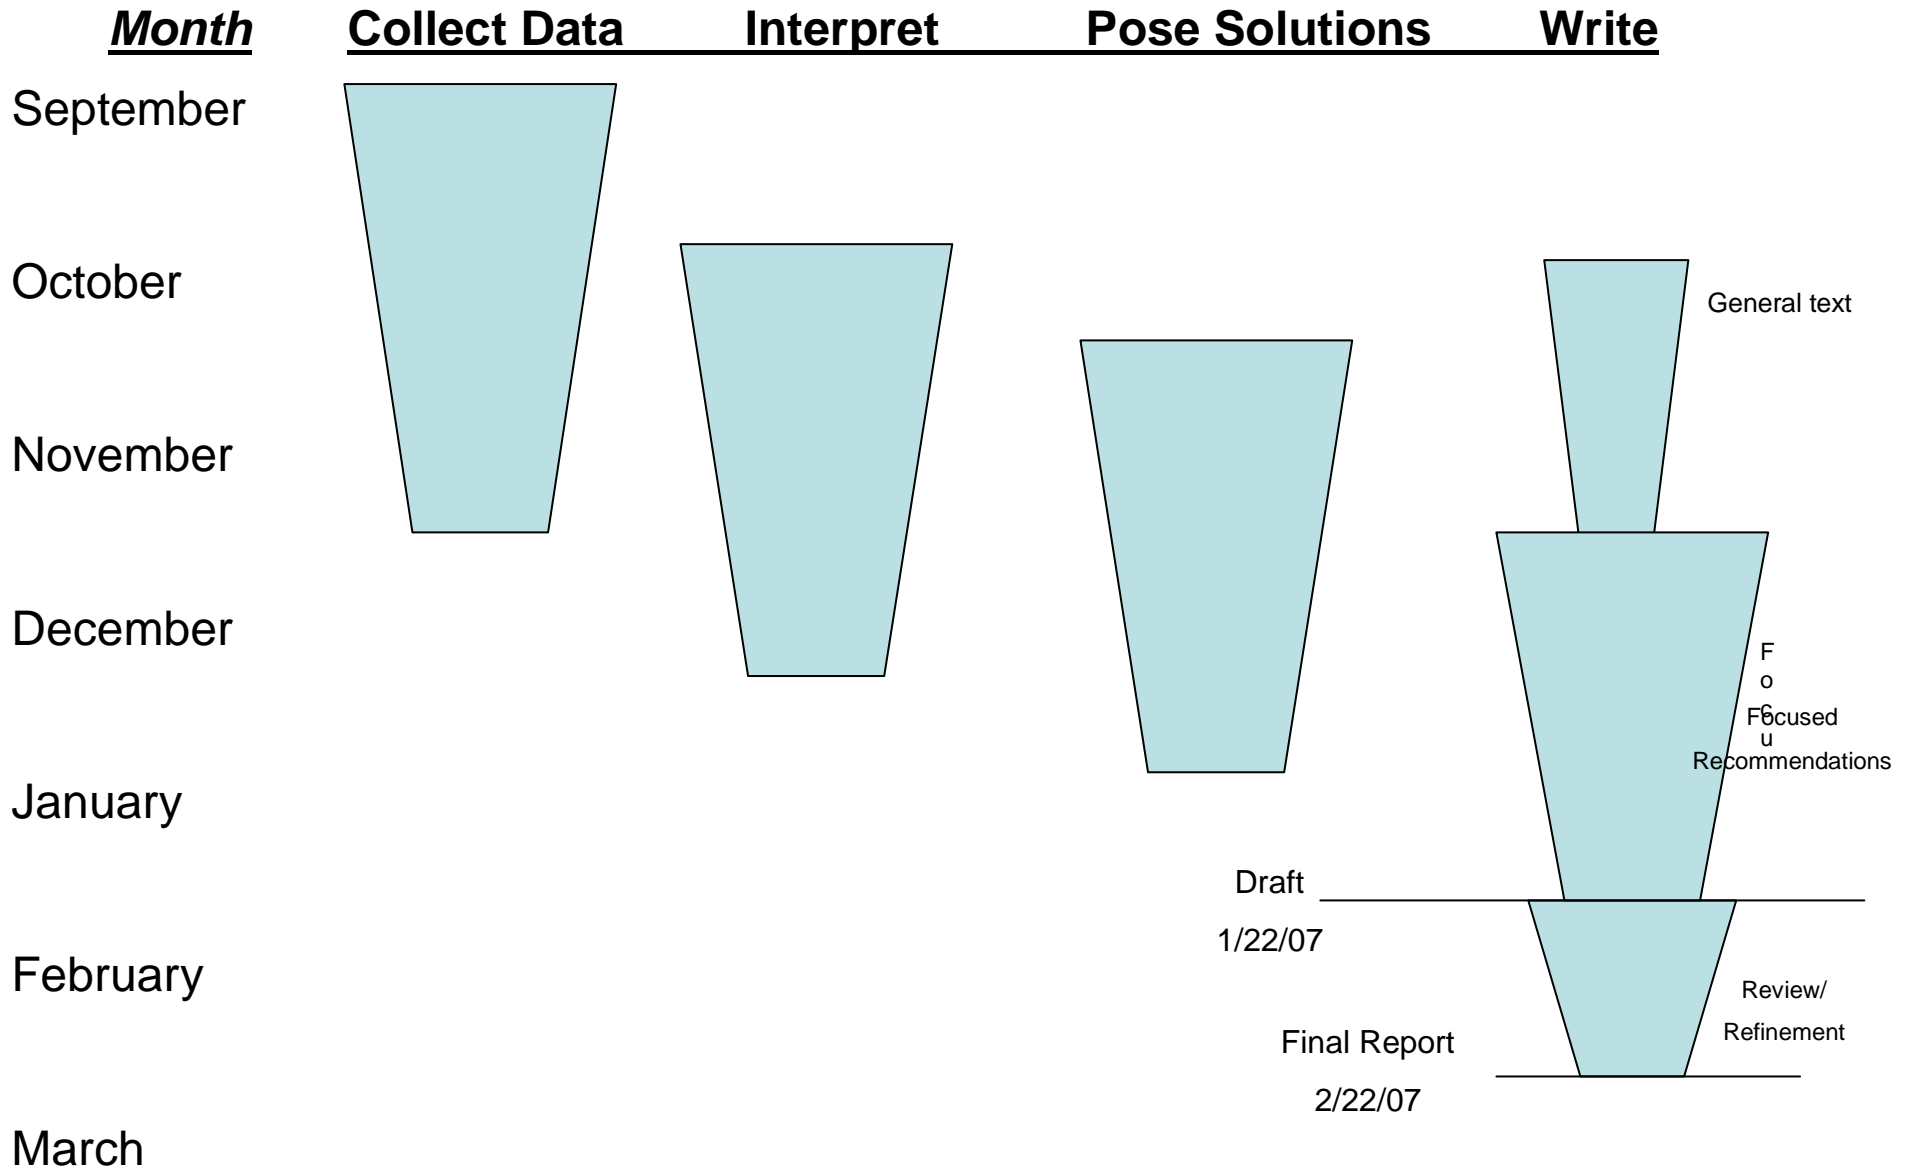 Month Collect Data Interpret Pose Solutions Write
September
October
General text
November
December
F
o
c
u
Focused
Recommendations
January
Draft
1/22/07
February
Review/
Refinement
Final Report
2/22/07
March